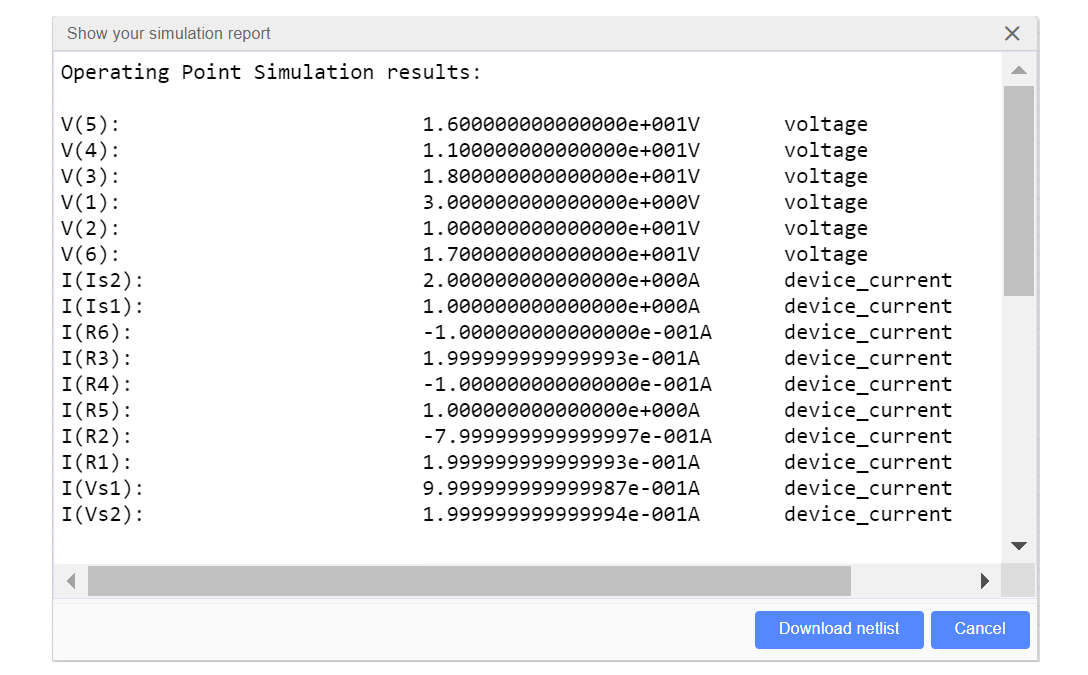 Show your simulation report
Operating Point Simulation results:
V(5): 1.600000000000000e+001V voltage
V(4): 1.100000000000000e+001V voltage
V(3): 1.800000000000000e+001V voltage
V(1): 3.000000000000000e+000V voltage
V(2): 1.000000000000000e+001V voltage
V(6): 1.700000000000000e+001V voltage
I(Is2): 2.000000000000000e+000A device_current
I(Is1): 1.000000000000000e+000A device_current
I(R6): -1.000000000000000e-001A device_current
I(R3): 1.999999999999993e-001A device_current
I(R4): -1.000000000000000e-001A device_current
I(R5): 1.000000000000000e+000A device_current
I(R2): -7.999999999999997e-001A device_current
I(R1): 1.999999999999993e-001A device_current
I(Vs1): 9.999999999999987e-001A device_current
I(Vs2): 1.999999999999994e-001A device_current
Download netlist Cancel